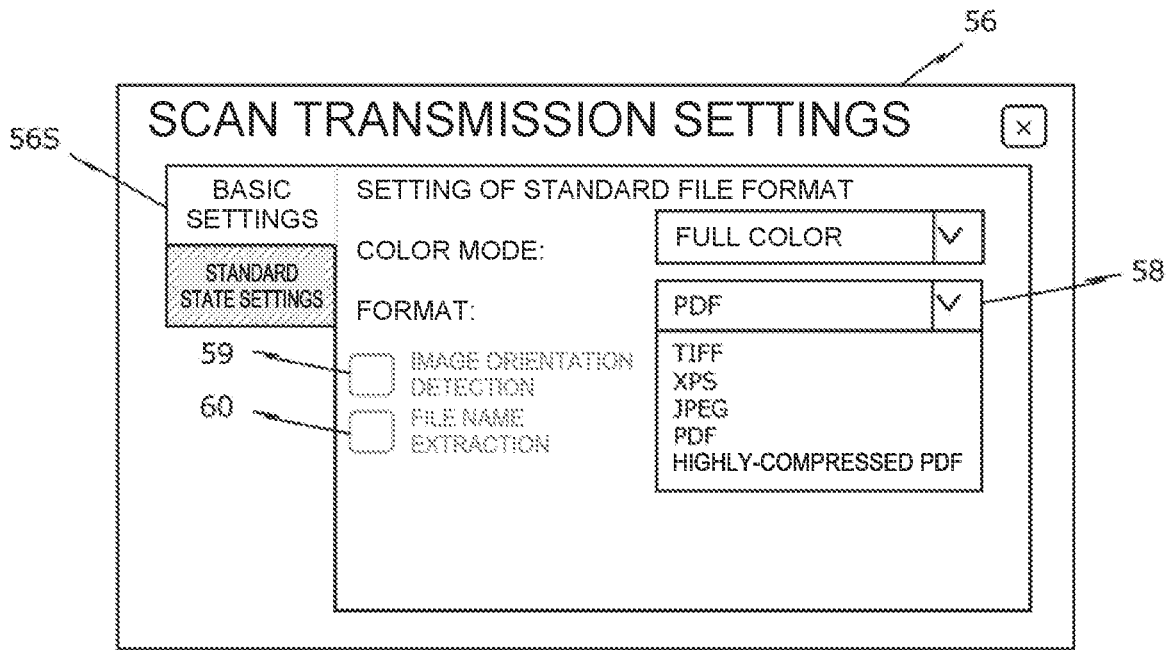 56
SCAN TRANSMISSION SETTINGS
×
56S
BASIC
SETTINGS
SETTING OF STANDARD FILE FORMAT
COLOR MODE:
FULL COLOR
58
STANDARD
STATE SETTINGS
FORMAT:
PDF
59
IMAGE ORIENTATION
DETECTION
60
FILE NAME
EXTRACTION
TIFF
XPS
JPEG
PDF
HIGHLY-COMPRESSED PDF